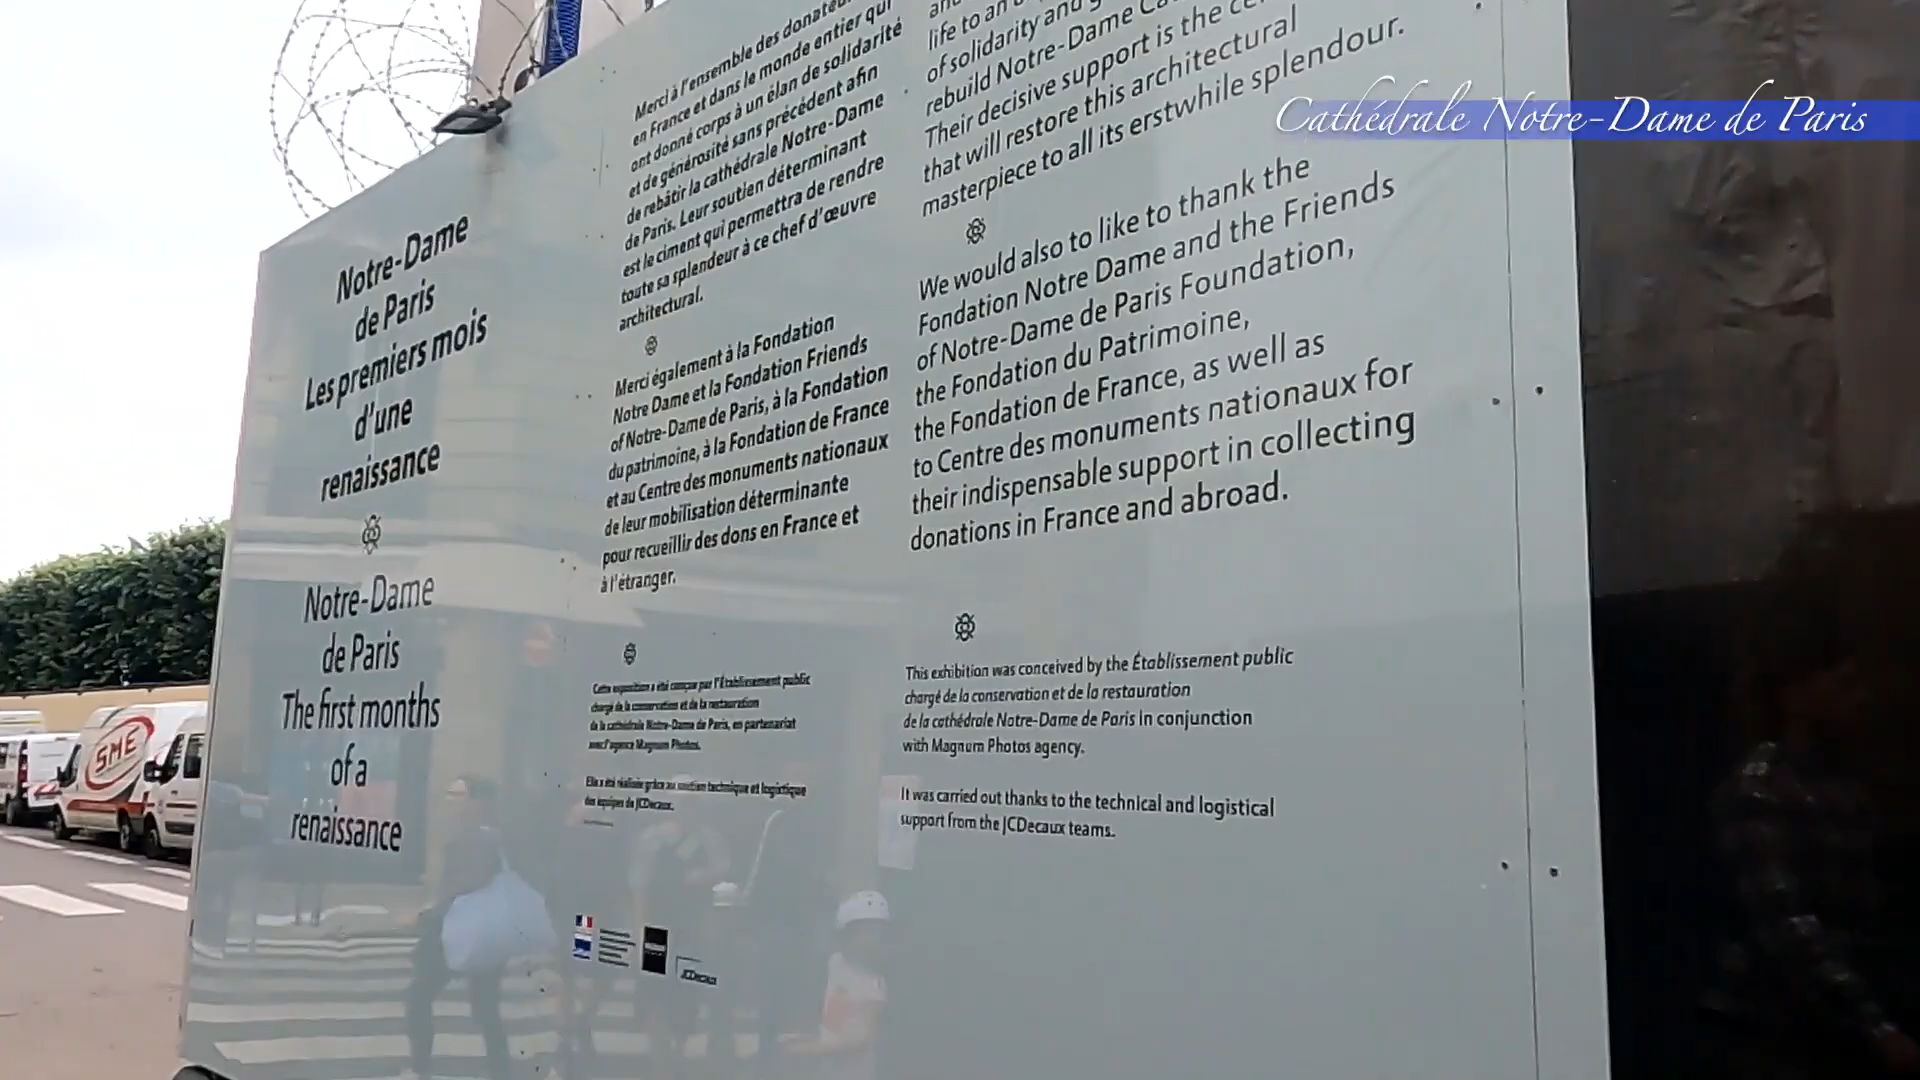 Cathédrale Notre-Dame de Paris
Notre-Dame
de Paris
Les premiers mois
d'une
renaissance
Notre-Dame
de Paris
The first months
of a
renaissance
Merci à l'ensemble des donateurs
en France et dans le monde entier qui
ont donné corps à un élan de solidarité
et de générosité sans précédent afin
de rebâtir la cathédrale Notre-Dame
de Paris. Leur soutien déterminant
est le ciment qui permettra de rendre
toute sa splendeur à ce chef d'œuvre
architectural.
Merci également à la Fondation
Notre Dame et la Fondation Friends
of Notre-Dame de Paris, à la Fondation
du patrimoine, à la Fondation de France
et au Centre des monuments nationaux
de leur mobilisation déterminante
pour recueillir des dons en France et
à l'étranger.
Cette exposition a été conçue par l'Établissement public
chargé de la conservation et de la restauration
de la cathédrale Notre-Dame de Paris, en partenariat
avec l'agence Magnum Photos.
Elle a été réalisée grâce au soutien technique et logistique
des équipes de JCDecaux.
JCDecaux
life to an
of solidarity and
rebuild Notre-Dame
Their decisive support is the
that will restore this architectural
masterpiece to all its erstwhile splendour.
We would also to like to thank the
Fondation Notre Dame and the Friends
of Notre-Dame de Paris Foundation,
the Fondation du Patrimoine,
the Fondation de France, as well as
to Centre des monuments nationaux for
their indispensable support in collecting
donations in France and abroad.
This exhibition was conceived by the Établissement public
chargé de la conservation et de la restauration
de la cathédrale Notre-Dame de Paris in conjunction
with Magnum Photos agency.
It was carried out thanks to the technical and logistical
support from the JCDecaux teams.
SME